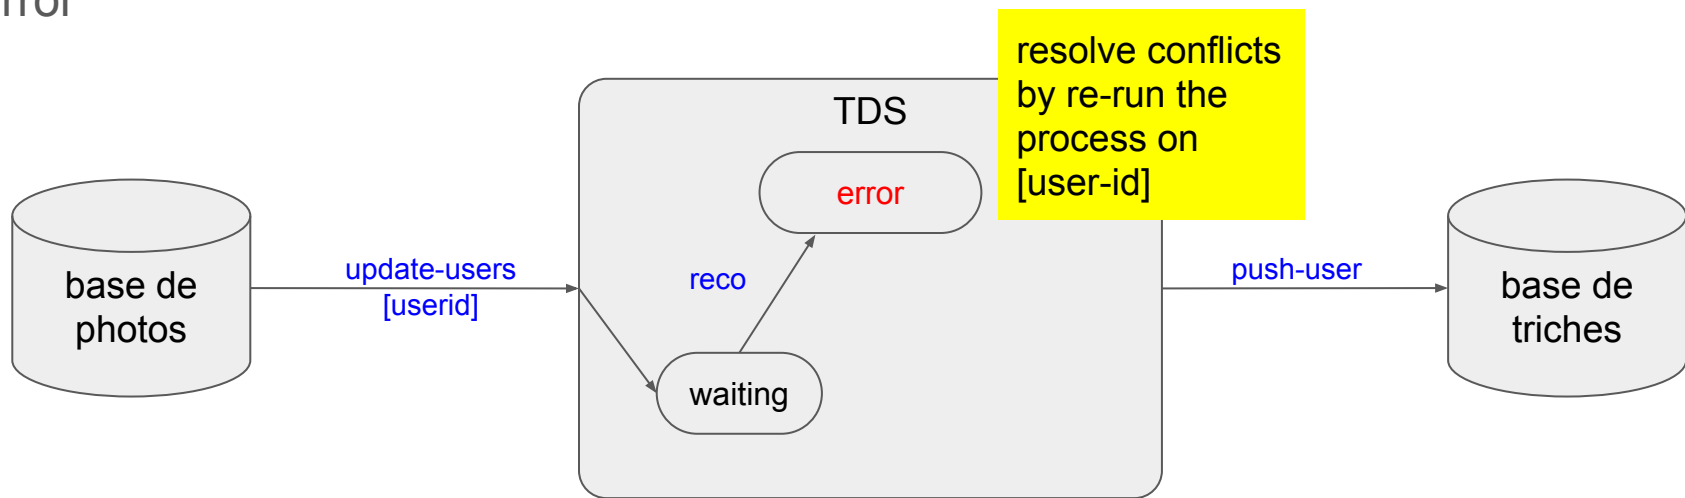 TDS
resolve conflicts
by re-run the
process on
[user-id]
error
base de
photos
update-users
[userid]
reco
waiting
push-user
base de
triches